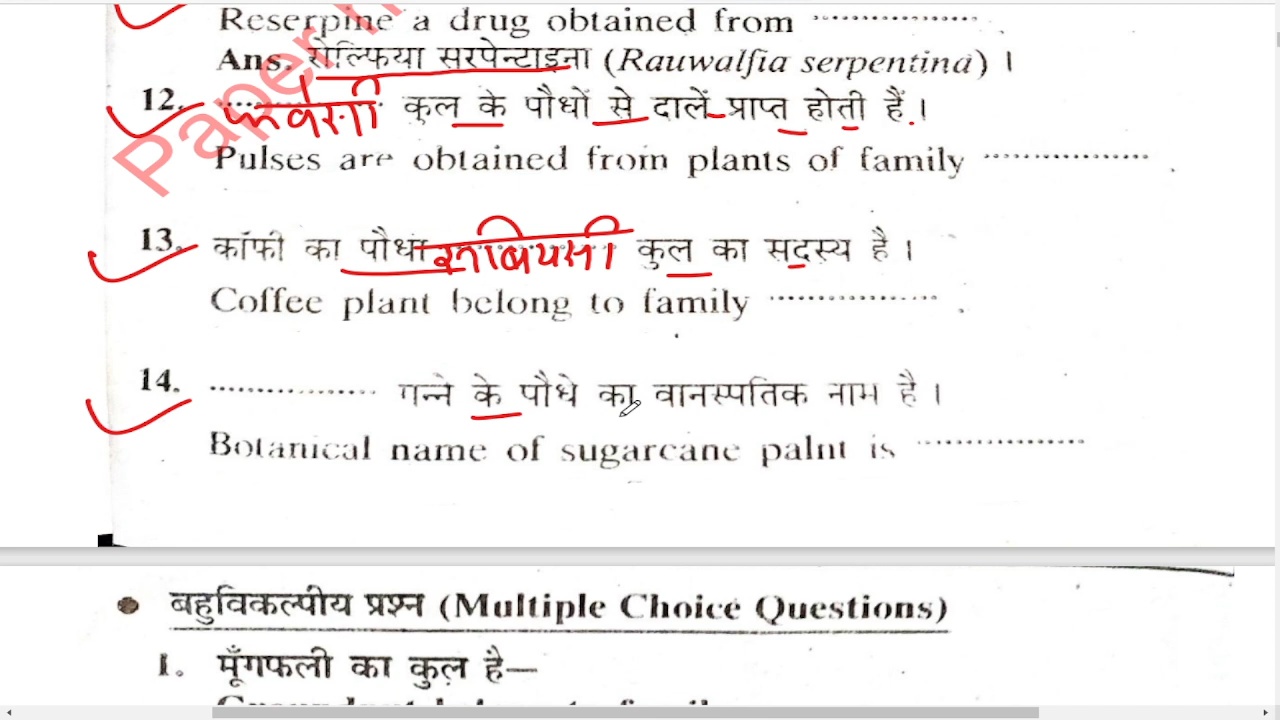 Reserpine a drug obtained from ..................
Ans. रोल्फिया सरपेन्टाइना (Rauwalfia serpentina) ।
12. फेबेसी कुल के पौधों से दालें प्राप्त होती हैं ।
Pulses are obtained from plants of family ..................
13. कॉफी का पौधा रूबियेसी कुल का सदस्य है ।
Coffee plant belong to family ..................
14. .................. गन्ने के पौधे का वानस्पतिक नाम है ।
Botanical name of sugarcane palnt is ..................
• बहुविकल्पीय प्रश्न (Multiple Choice Questions)
1. मूँगफली का कुल है—